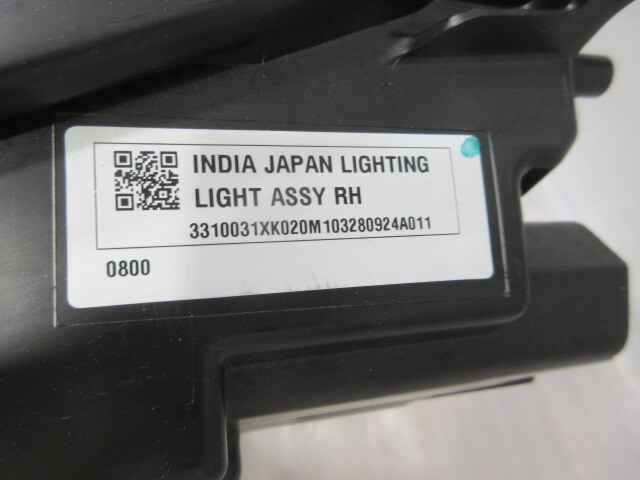 INDIA JAPAN LIGHTING
LIGHT ASSY RH
3310031XK020M103280924A011
0800